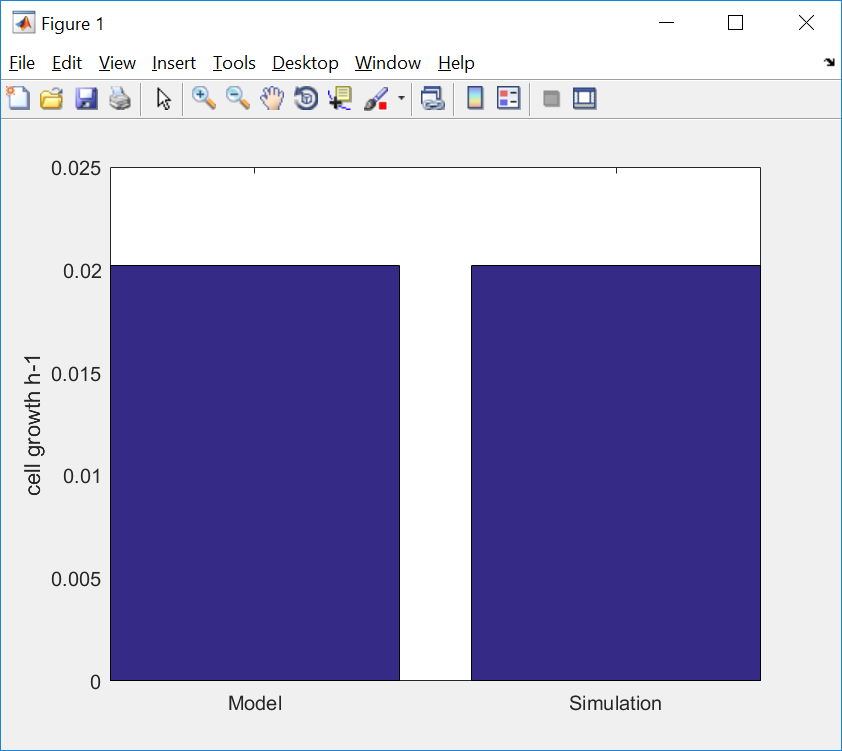 Figure 1
File Edit View Insert Tools Desktop Window Help
0.025
0.02
0.015
0.01
0.005
0
cell growth h-1
Model Simulation